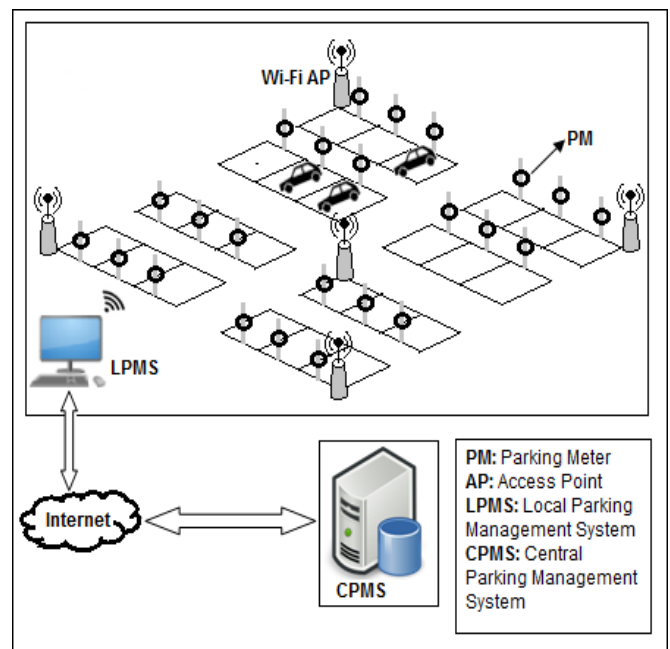 Wi-Fi AP
PM
LPMS
Internet
CPMS
PM: Parking Meter
AP: Access Point
LPMS: Local Parking
Management System
CPMS: Central
Parking Management
System